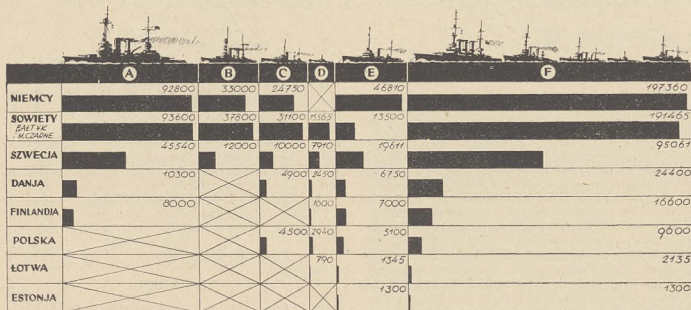 A B C D E F
NIEMCY 92800 33000 24750 46810 197360
SOWIETY 93600 37800 31100 15565 13500 191465
BAŁTYK
i M.CZARNE
SZWECJA 45540 12000 10000 7910 19611 95061
DANJA 10300 4900 2450 6750 24400
FINLANDJA 8000 1600 7000 16600
POLSKA 4500 2940 5100 9600
ŁOTWA 790 1345 2135
ESTONJA 1300 1300